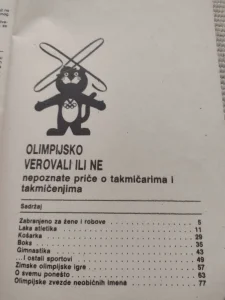 OLIMPIJSKO
VEROVALI ILI NE
nepoznate priče o takmičarima i
takmičenjima
Sadržaj
Zabranjeno za žene i robove 5
Laka atletika 11
Košarka 29
Boks 35
Gimnastika 43
...i ostali sportovi 49
Zimske olimpijske igre 57
O svemu ponešto 63
Olimpijske zvezde neobičnih imena 77